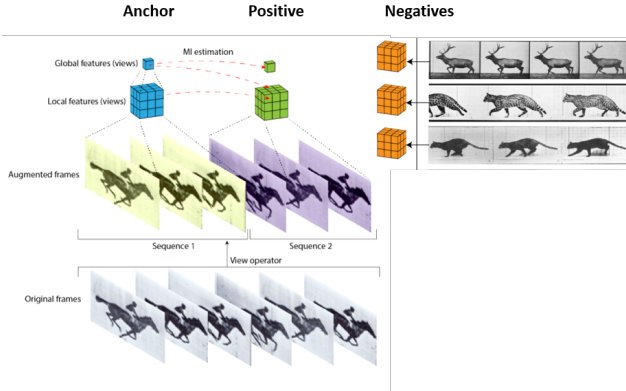 Anchor
Positive
Negatives
MI estimation
Global features (views)
Local features (views)
Augmented frames
Sequence 1
Sequence 2
View operator
Original frames